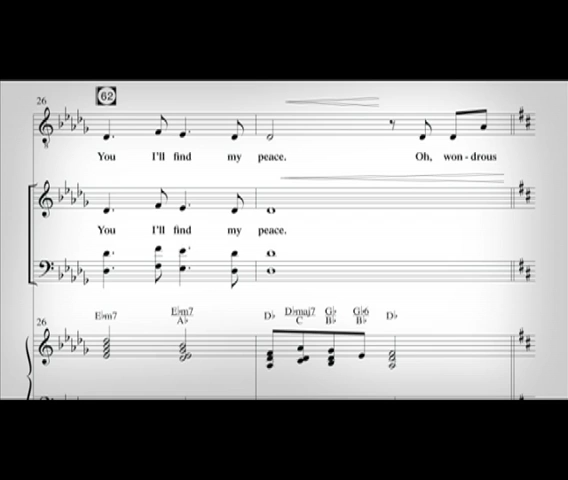 62
26
You I'll find my peace. Oh, won-drous
You I'll find my peace.
E♭m7 E♭m7 D♭ D♭maj7 G♭ G♭6 D♭
A♭ C B♭ B♭
26